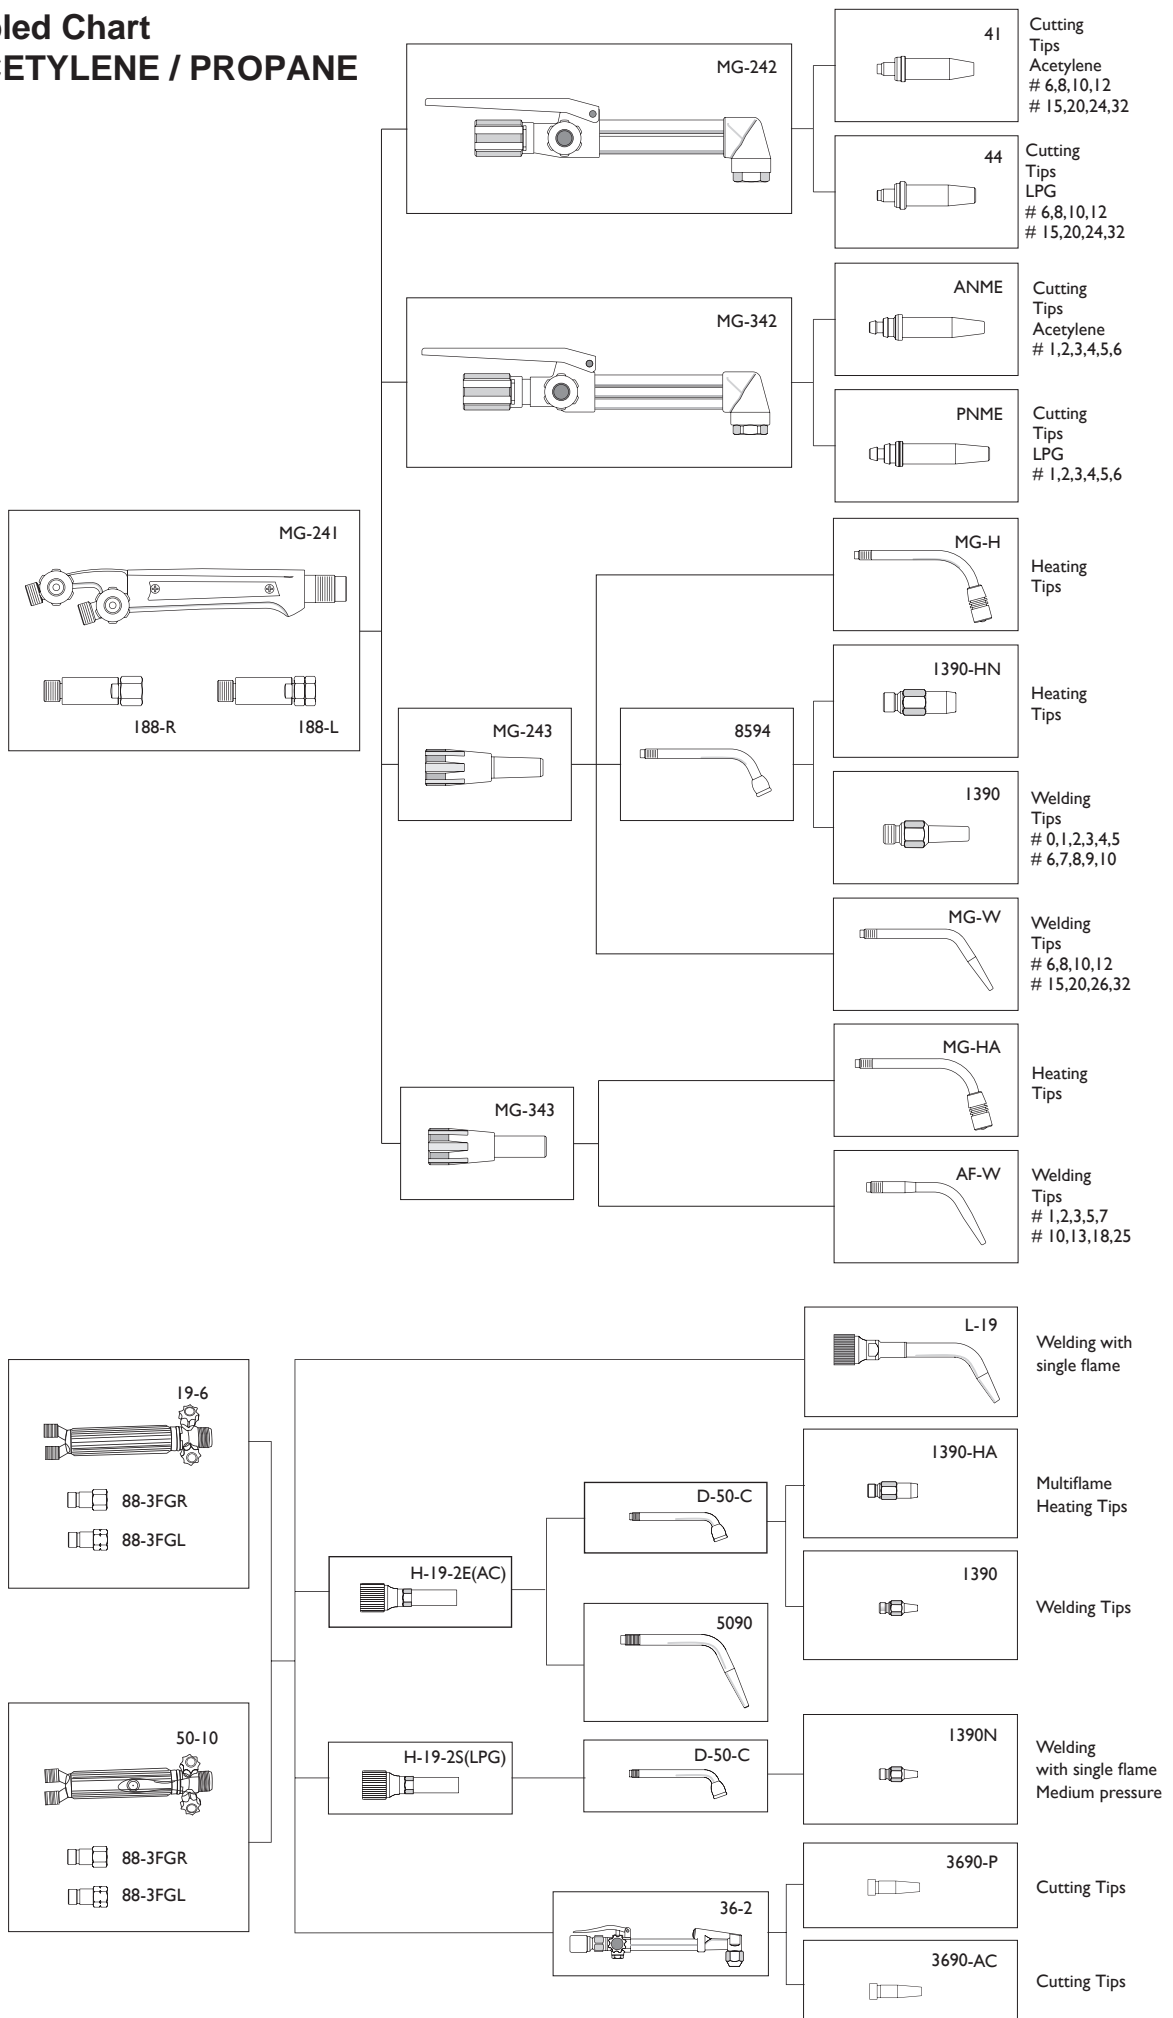 oled Chart
CETYLENE / PROPANE
MG-242
41
Cutting
Tips
Acetylene
# 6,8,10,12
# 15,20,24,32
44
Cutting
Tips
LPG
# 6,8,10,12
# 15,20,24,32
MG-342
ANME
Cutting
Tips
Acetylene
# 1,2,3,4,5,6
PNME
Cutting
Tips
LPG
# 1,2,3,4,5,6
MG-241
188-R
188-L
MG-H
Heating
Tips
MG-243
8594
1390-HN
Heating
Tips
1390
Welding
Tips
# 0,1,2,3,4,5
# 6,7,8,9,10
MG-W
Welding
Tips
# 6,8,10,12
# 15,20,26,32
MG-343
MG-HA
Heating
Tips
AF-W
Welding
Tips
# 1,2,3,5,7
# 10,13,18,25
L-19
Welding with
single flame
19-6
88-3FGR
88-3FGL
H-19-2E(AC)
D-50-C
1390-HA
Multiflame
Heating Tips
1390
Welding Tips
5090
50-10
88-3FGR
88-3FGL
H-19-2S(LPG)
D-50-C
1390N
Welding
with single flame
Medium pressure
36-2
3690-P
Cutting Tips
3690-AC
Cutting Tips